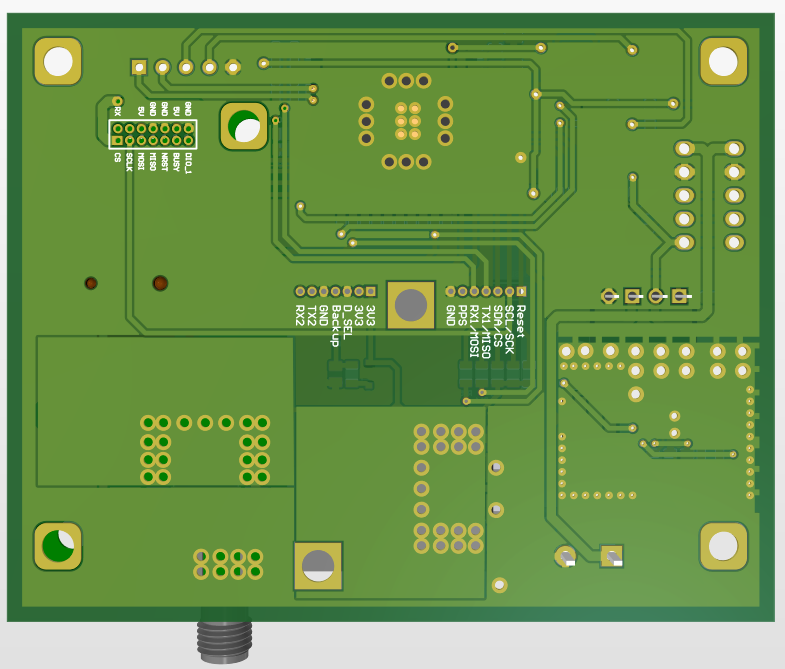 RX
5V
GND
GND
5V
GND
CS
SCLK
MOSI
MISO
NRST
BUSY
DIO_1
RX2
TX2
GND
Backup
D_SEL
3V3
3V3
GND
PPS
RX1/MOSI
TX1/MISO
SDA/CS
SCL/SCK
Reset